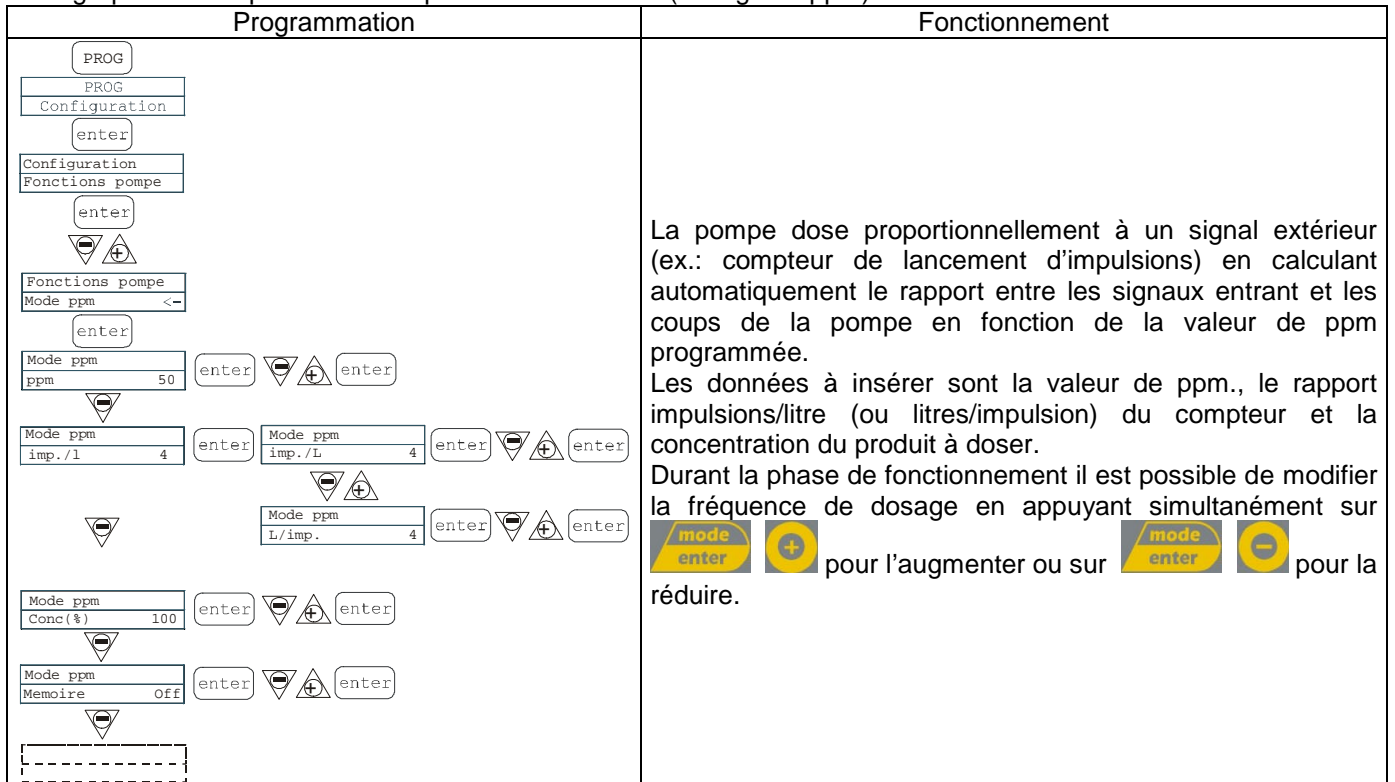 Programmation
Fonctionnement
PROG
PROG
Configuration
enter
Configuration
Fonctions pompe
enter
Fonctions pompe
Mode ppm <-
enter
Mode ppm
ppm 50
enter enter
Mode ppm
imp./l 4
enter
Mode ppm
imp./L 4
enter enter
Mode ppm
L/imp. 4
enter enter
Mode ppm
Conc(%) 100
enter enter
Mode ppm
Memoire Off
enter enter
La pompe dose proportionnellement à un signal extérieur
(ex.: compteur de lancement d'impulsions) en calculant
automatiquement le rapport entre les signaux entrant et les
coups de la pompe en fonction de la valeur de ppm
programmée.
Les données à insérer sont la valeur de ppm., le rapport
impulsions/litre (ou litres/impulsion) du compteur et la
concentration du produit à doser.
Durant la phase de fonctionnement il est possible de modifier
la fréquence de dosage en appuyant simultanément sur
mode enter + pour l'augmenter ou sur mode enter - pour la
réduire.